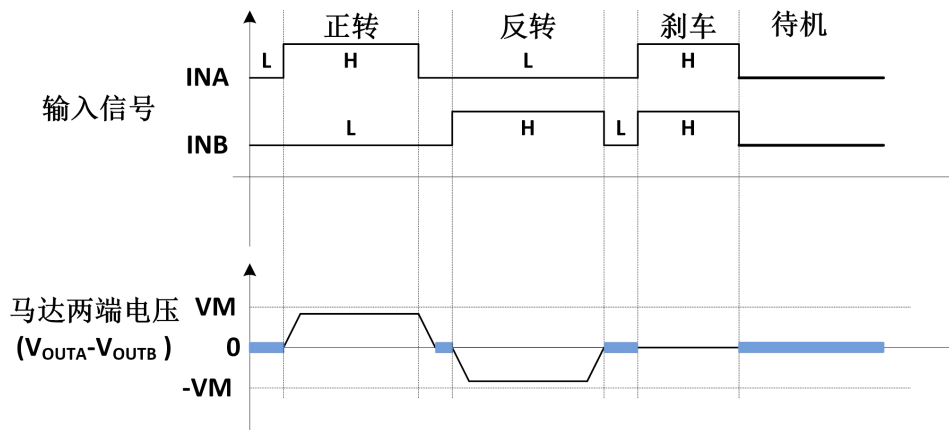 正转 反转 刹车 待机
L H L H
INA
输入信号
L H L H
INB
马达两端电压 VM
(VOUTA-VOUTB ) 0
-VM